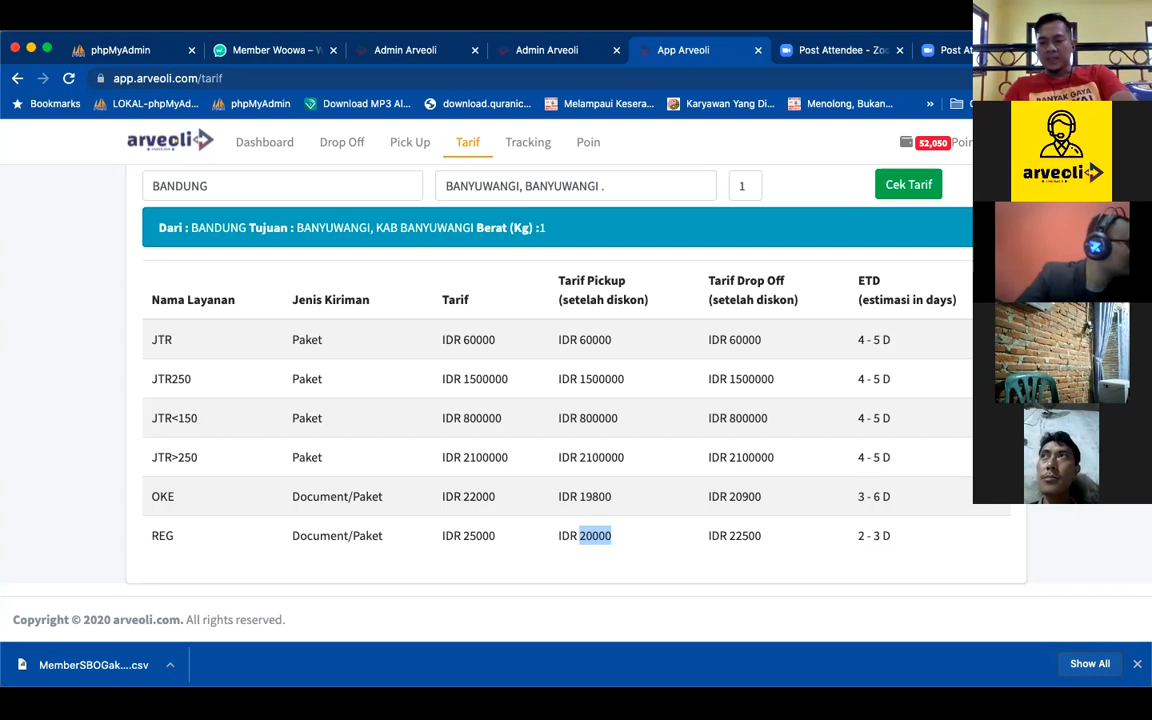 phpMyAdmin
Member Woowa – W
Admin Arveoli
Admin Arveoli
App Arveoli
Post Attendee - Zoo
Post At
app.arveoli.com/tarif
Bookmarks
LOKAL-phpMyAd...
phpMyAdmin
Download MP3 Al...
download.quranic...
Melampaui Kesera...
Karyawan Yang Di...
Menolong, Bukan...
»
arveoli
Dashboard
Drop Off
Pick Up
Tarif
Tracking
Poin
52,050
Poin
BANDUNG
BANYUWANGI, BANYUWANGI .
1
Cek Tarif
Dari : BANDUNG Tujuan : BANYUWANGI, KAB BANYUWANGI Berat (Kg) :1
Nama Layanan Jenis Kiriman Tarif Tarif Pickup (setelah diskon) Tarif Drop Off (setelah diskon) ETD (estimasi in days)
JTR Paket IDR 60000 IDR 60000 IDR 60000 4 - 5 D
JTR250 Paket IDR 1500000 IDR 1500000 IDR 1500000 4 - 5 D
JTR<150 Paket IDR 800000 IDR 800000 IDR 800000 4 - 5 D
JTR>250 Paket IDR 2100000 IDR 2100000 IDR 2100000 4 - 5 D
OKE Document/Paket IDR 22000 IDR 19800 IDR 20900 3 - 6 D
REG Document/Paket IDR 25000 IDR 20000 IDR 22500 2 - 3 D
Copyright © 2020 arveoli.com. All rights reserved.
MemberSBOGak....csv
Show All
BANYAK GAYA
arveoli